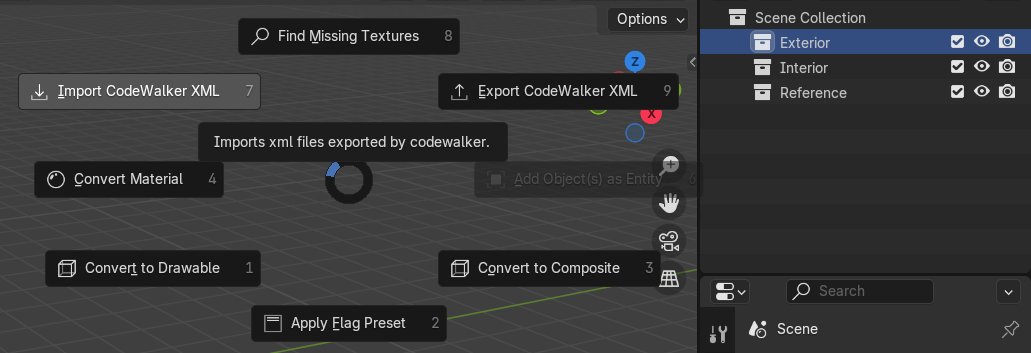 Options
Find Missing Textures 8
Import CodeWalker XML 7
Z
Export CodeWalker XML 9
X
Imports xml files exported by codewalker.
Convert Material 4
Add Object(s) as Entity 6
Convert to Drawable 1
Convert to Composite 3
Apply Flag Preset 2
Scene Collection
Exterior
Interior
Reference
Search
Scene